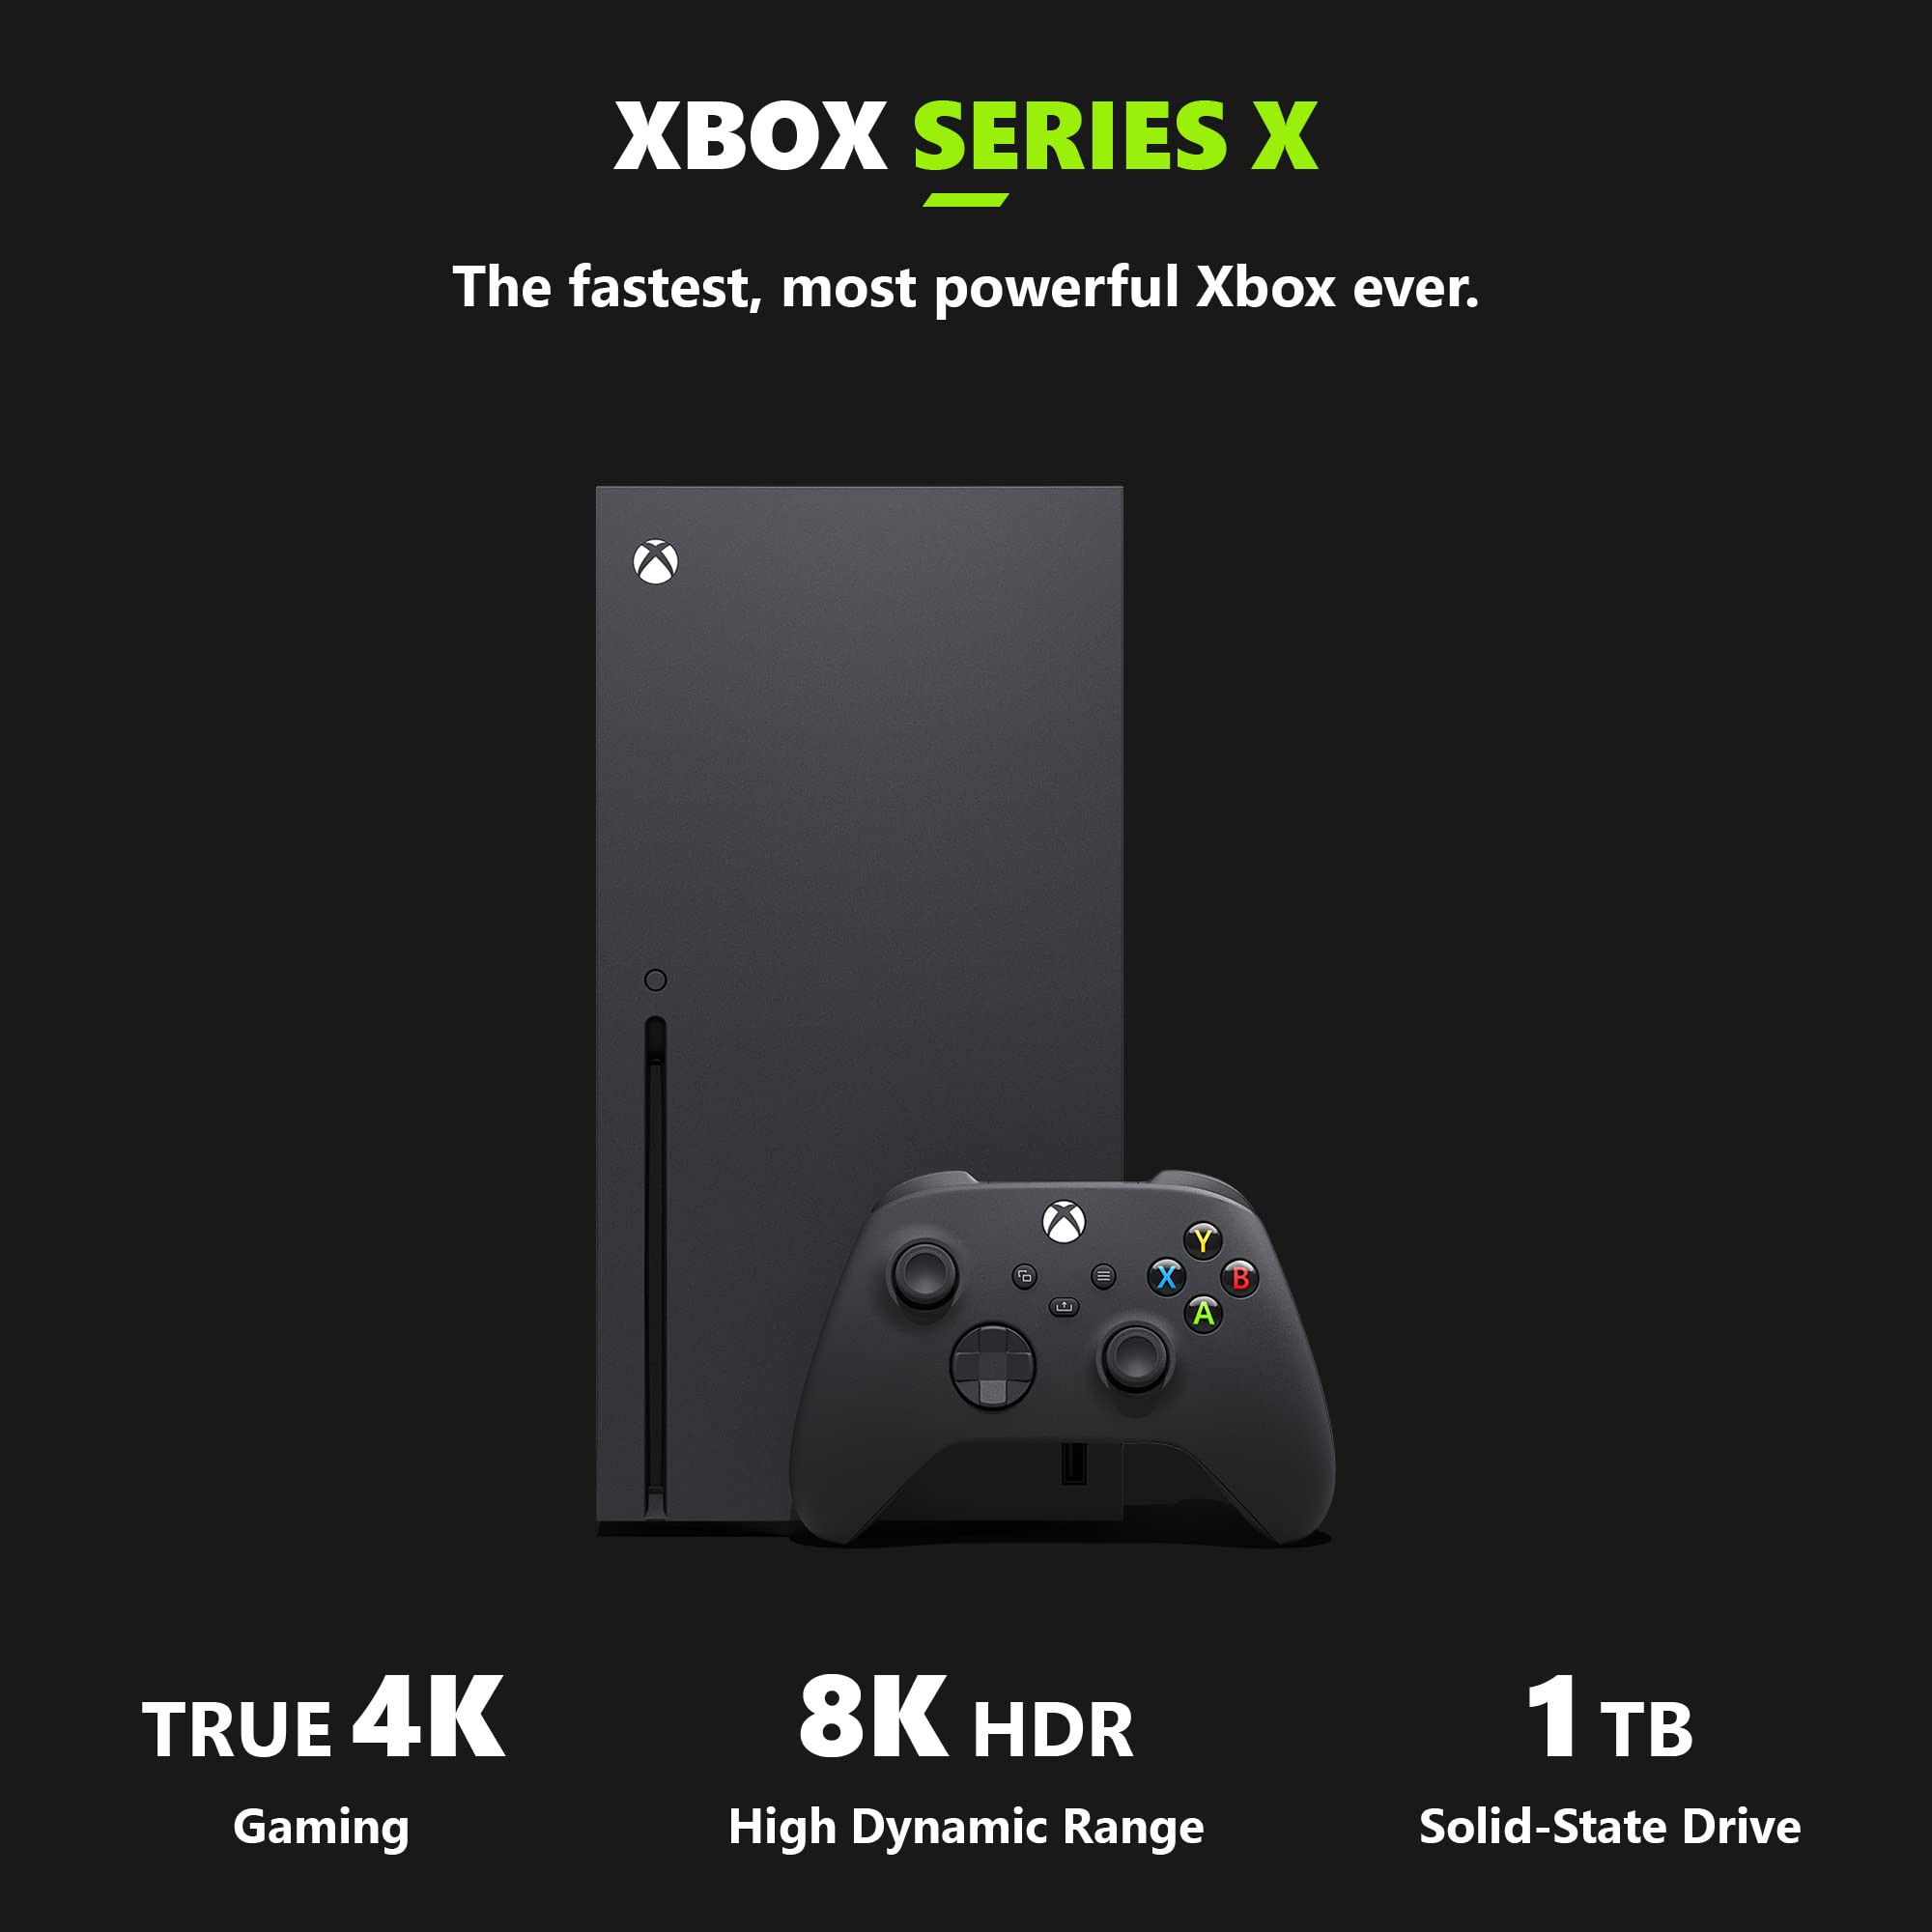 XBOX SERIES X
The fastest, most powerful Xbox ever.
Y
X B
A
TRUE 4K
Gaming
8K HDR
High Dynamic Range
1 TB
Solid-State Drive